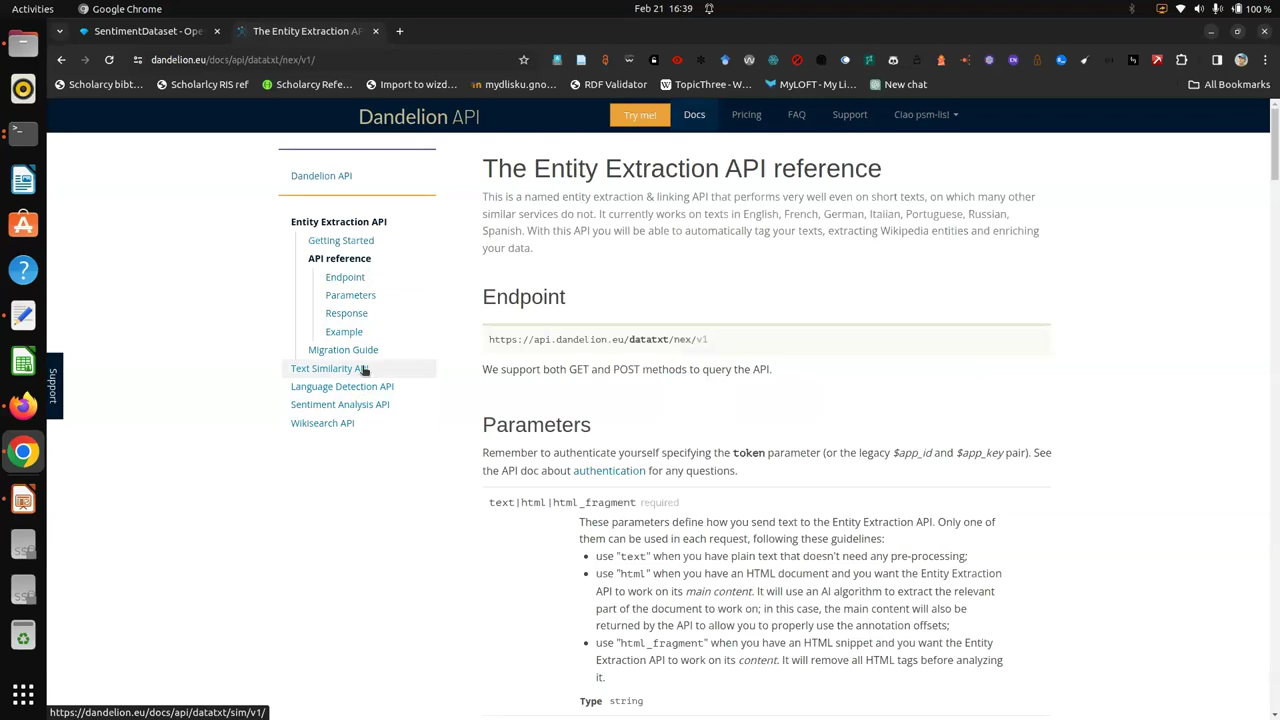 Activities
Google Chrome
Feb 21 16:39
100 %
SentimentDataset - Ope
The Entity Extraction AP
dandelion.eu/docs/api/datatxt/nex/v1/
Scholarcy bibt...
Scholarlcy RIS ref
Scholarcy Refe...
Import to wizd...
mydlisku.gno...
RDF Validator
TopicThree - W...
MyLOFT - My Li...
New chat
All Bookmarks
Dandelion API
Try me!
Docs
Pricing
FAQ
Support
Ciao psm-lis!
Dandelion API
Entity Extraction API
Getting Started
API reference
Endpoint
Parameters
Response
Example
Migration Guide
Text Similarity API
Language Detection API
Sentiment Analysis API
Wikisearch API
Support
The Entity Extraction API reference
This is a named entity extraction & linking API that performs very well even on short texts, on which many other
similar services do not. It currently works on texts in English, French, German, Italian, Portuguese, Russian,
Spanish. With this API you will be able to automatically tag your texts, extracting Wikipedia entities and enriching
your data.
Endpoint
https://api.dandelion.eu/datatxt/nex/v1
We support both GET and POST methods to query the API.
Parameters
Remember to authenticate yourself specifying the token parameter (or the legacy $app_id and $app_key pair). See
the API doc about authentication for any questions.
text|html|html_fragment required
These parameters define how you send text to the Entity Extraction API. Only one of
them can be used in each request, following these guidelines:
use "text" when you have plain text that doesn't need any pre-processing;
use "html" when you have an HTML document and you want the Entity Extraction
API to work on its main content. It will use an AI algorithm to extract the relevant
part of the document to work on; in this case, the main content will also be
returned by the API to allow you to properly use the annotation offsets;
use "html_fragment" when you have an HTML snippet and you want the Entity
Extraction API to work on its content. It will remove all HTML tags before analyzing
it.
Type string
https://dandelion.eu/docs/api/datatxt/sim/v1/